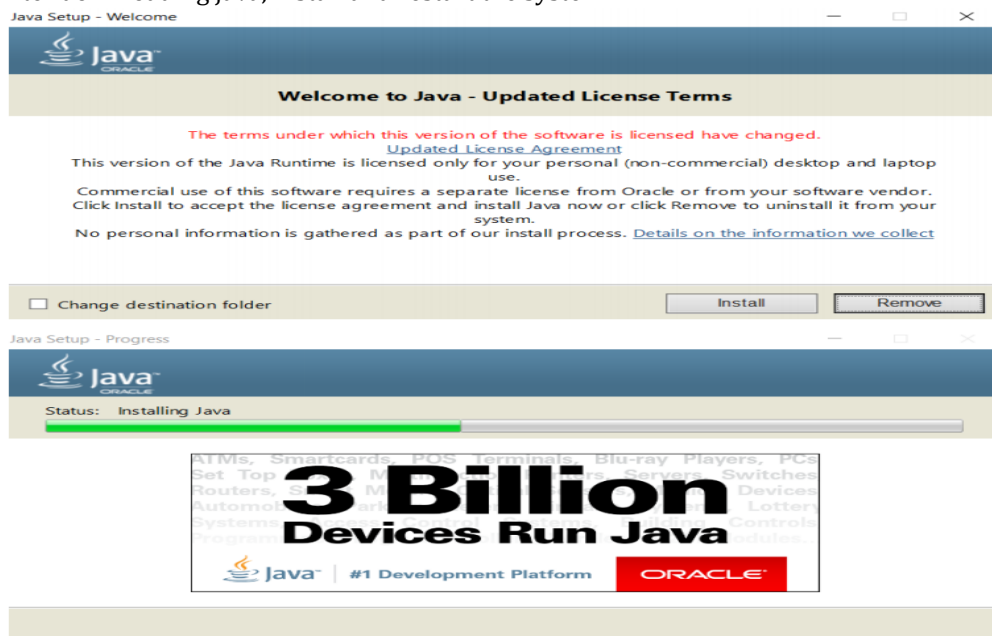 Java Setup - Welcome
Java
ORACLE
Welcome to Java - Updated License Terms
The terms under which this version of the software is licensed have changed.
Updated License Agreement
This version of the Java Runtime is licensed only for your personal (non-commercial) desktop and laptop
use.
Commercial use of this software requires a separate license from Oracle or from your software vendor.
Click Install to accept the license agreement and install Java now or click Remove to uninstall it from your
system.
No personal information is gathered as part of our install process. Details on the information we collect
Change destination folder
Install
Remove
Java Setup - Progress
Java
ORACLE
Status: Installing Java
ATMs, Smartcards, POS Terminals, Blu-ray Players, PCs
Set Top Servers, Switches
Routers, Devices
Lottery
Systems, Access Control Systems, Building Controls
3 Billion
Devices Run Java
Java #1 Development Platform
ORACLE